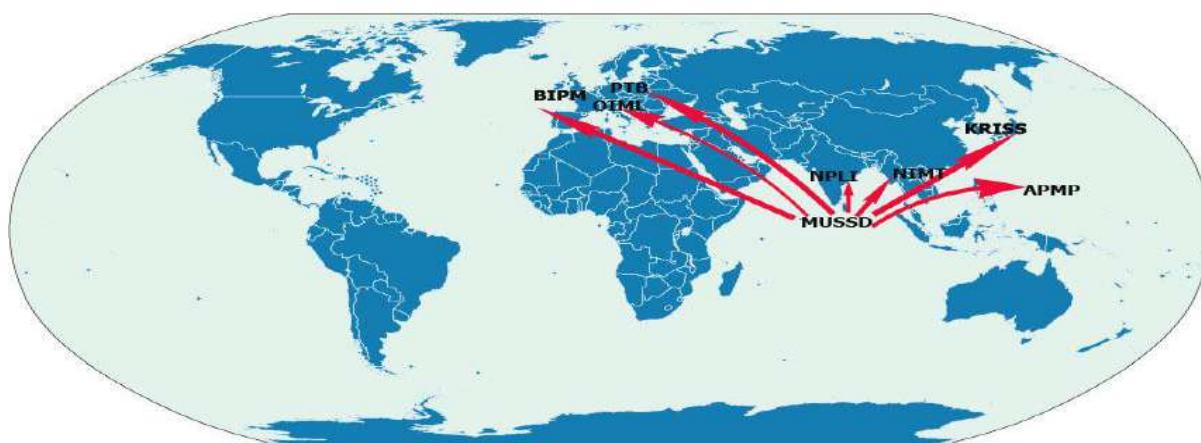 PTB
BIPM
OIML
KRISS
NPLI
NIMT
APMP
MUSSD